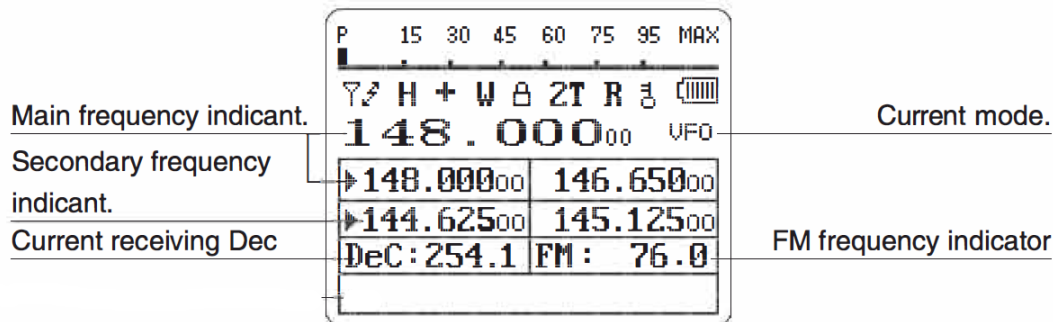 P 15 30 45 60 75 95 MAX
H + W 2T R
Main frequency indicant.
148.00000 VFO
Current mode.
Secondary frequency
indicant.
148.00000 146.65000
144.62500 145.12500
Current receiving Dec
DeC:254.1 FM: 76.0
FM frequency indicator